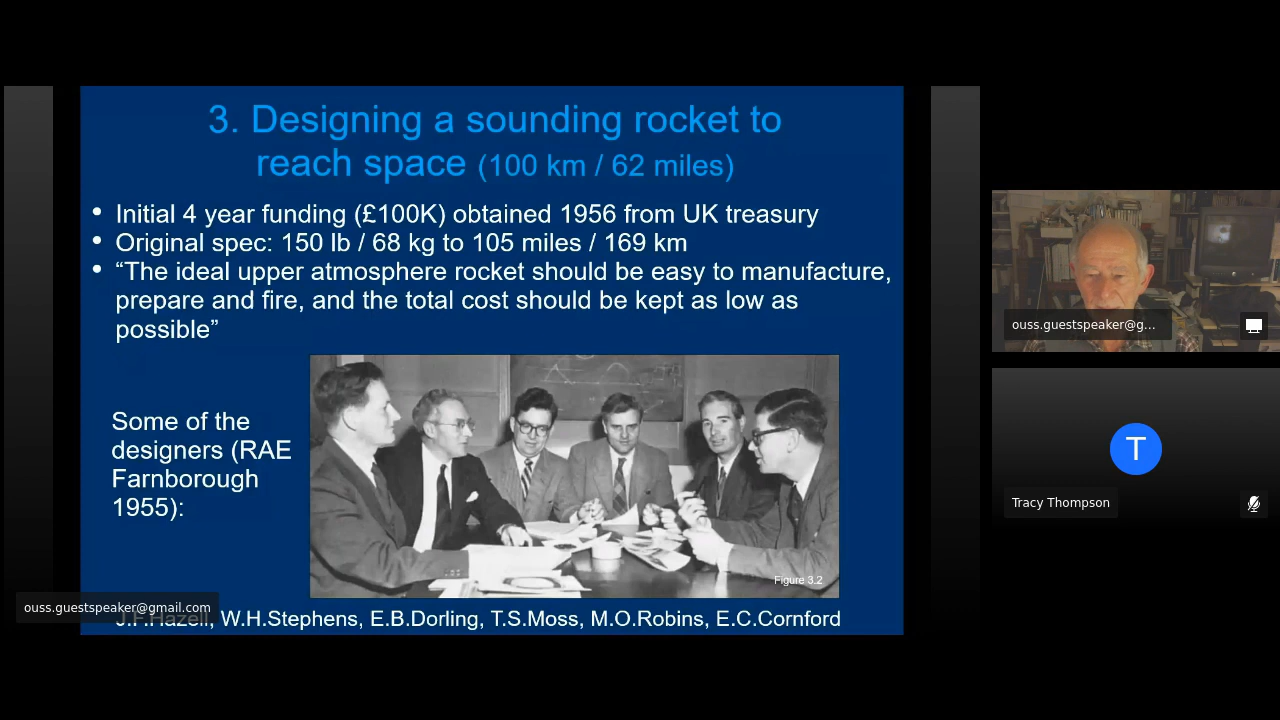 3. Designing a sounding rocket to
reach space (100 km / 62 miles)
• Initial 4 year funding (£100K) obtained 1956 from UK treasury
• Original spec: 150 lb / 68 kg to 105 miles / 169 km
• “The ideal upper atmosphere rocket should be easy to manufacture,
prepare and fire, and the total cost should be kept as low as
possible”
Some of the
designers (RAE
Farnborough
1955):
Figure 3.2
J.F.Hazell, W.H.Stephens, E.B.Dorling, T.S.Moss, M.O.Robins, E.C.Cornford
ouss.guestspeaker@gmail.com
ouss.guestspeaker@g...
T
Tracy Thompson